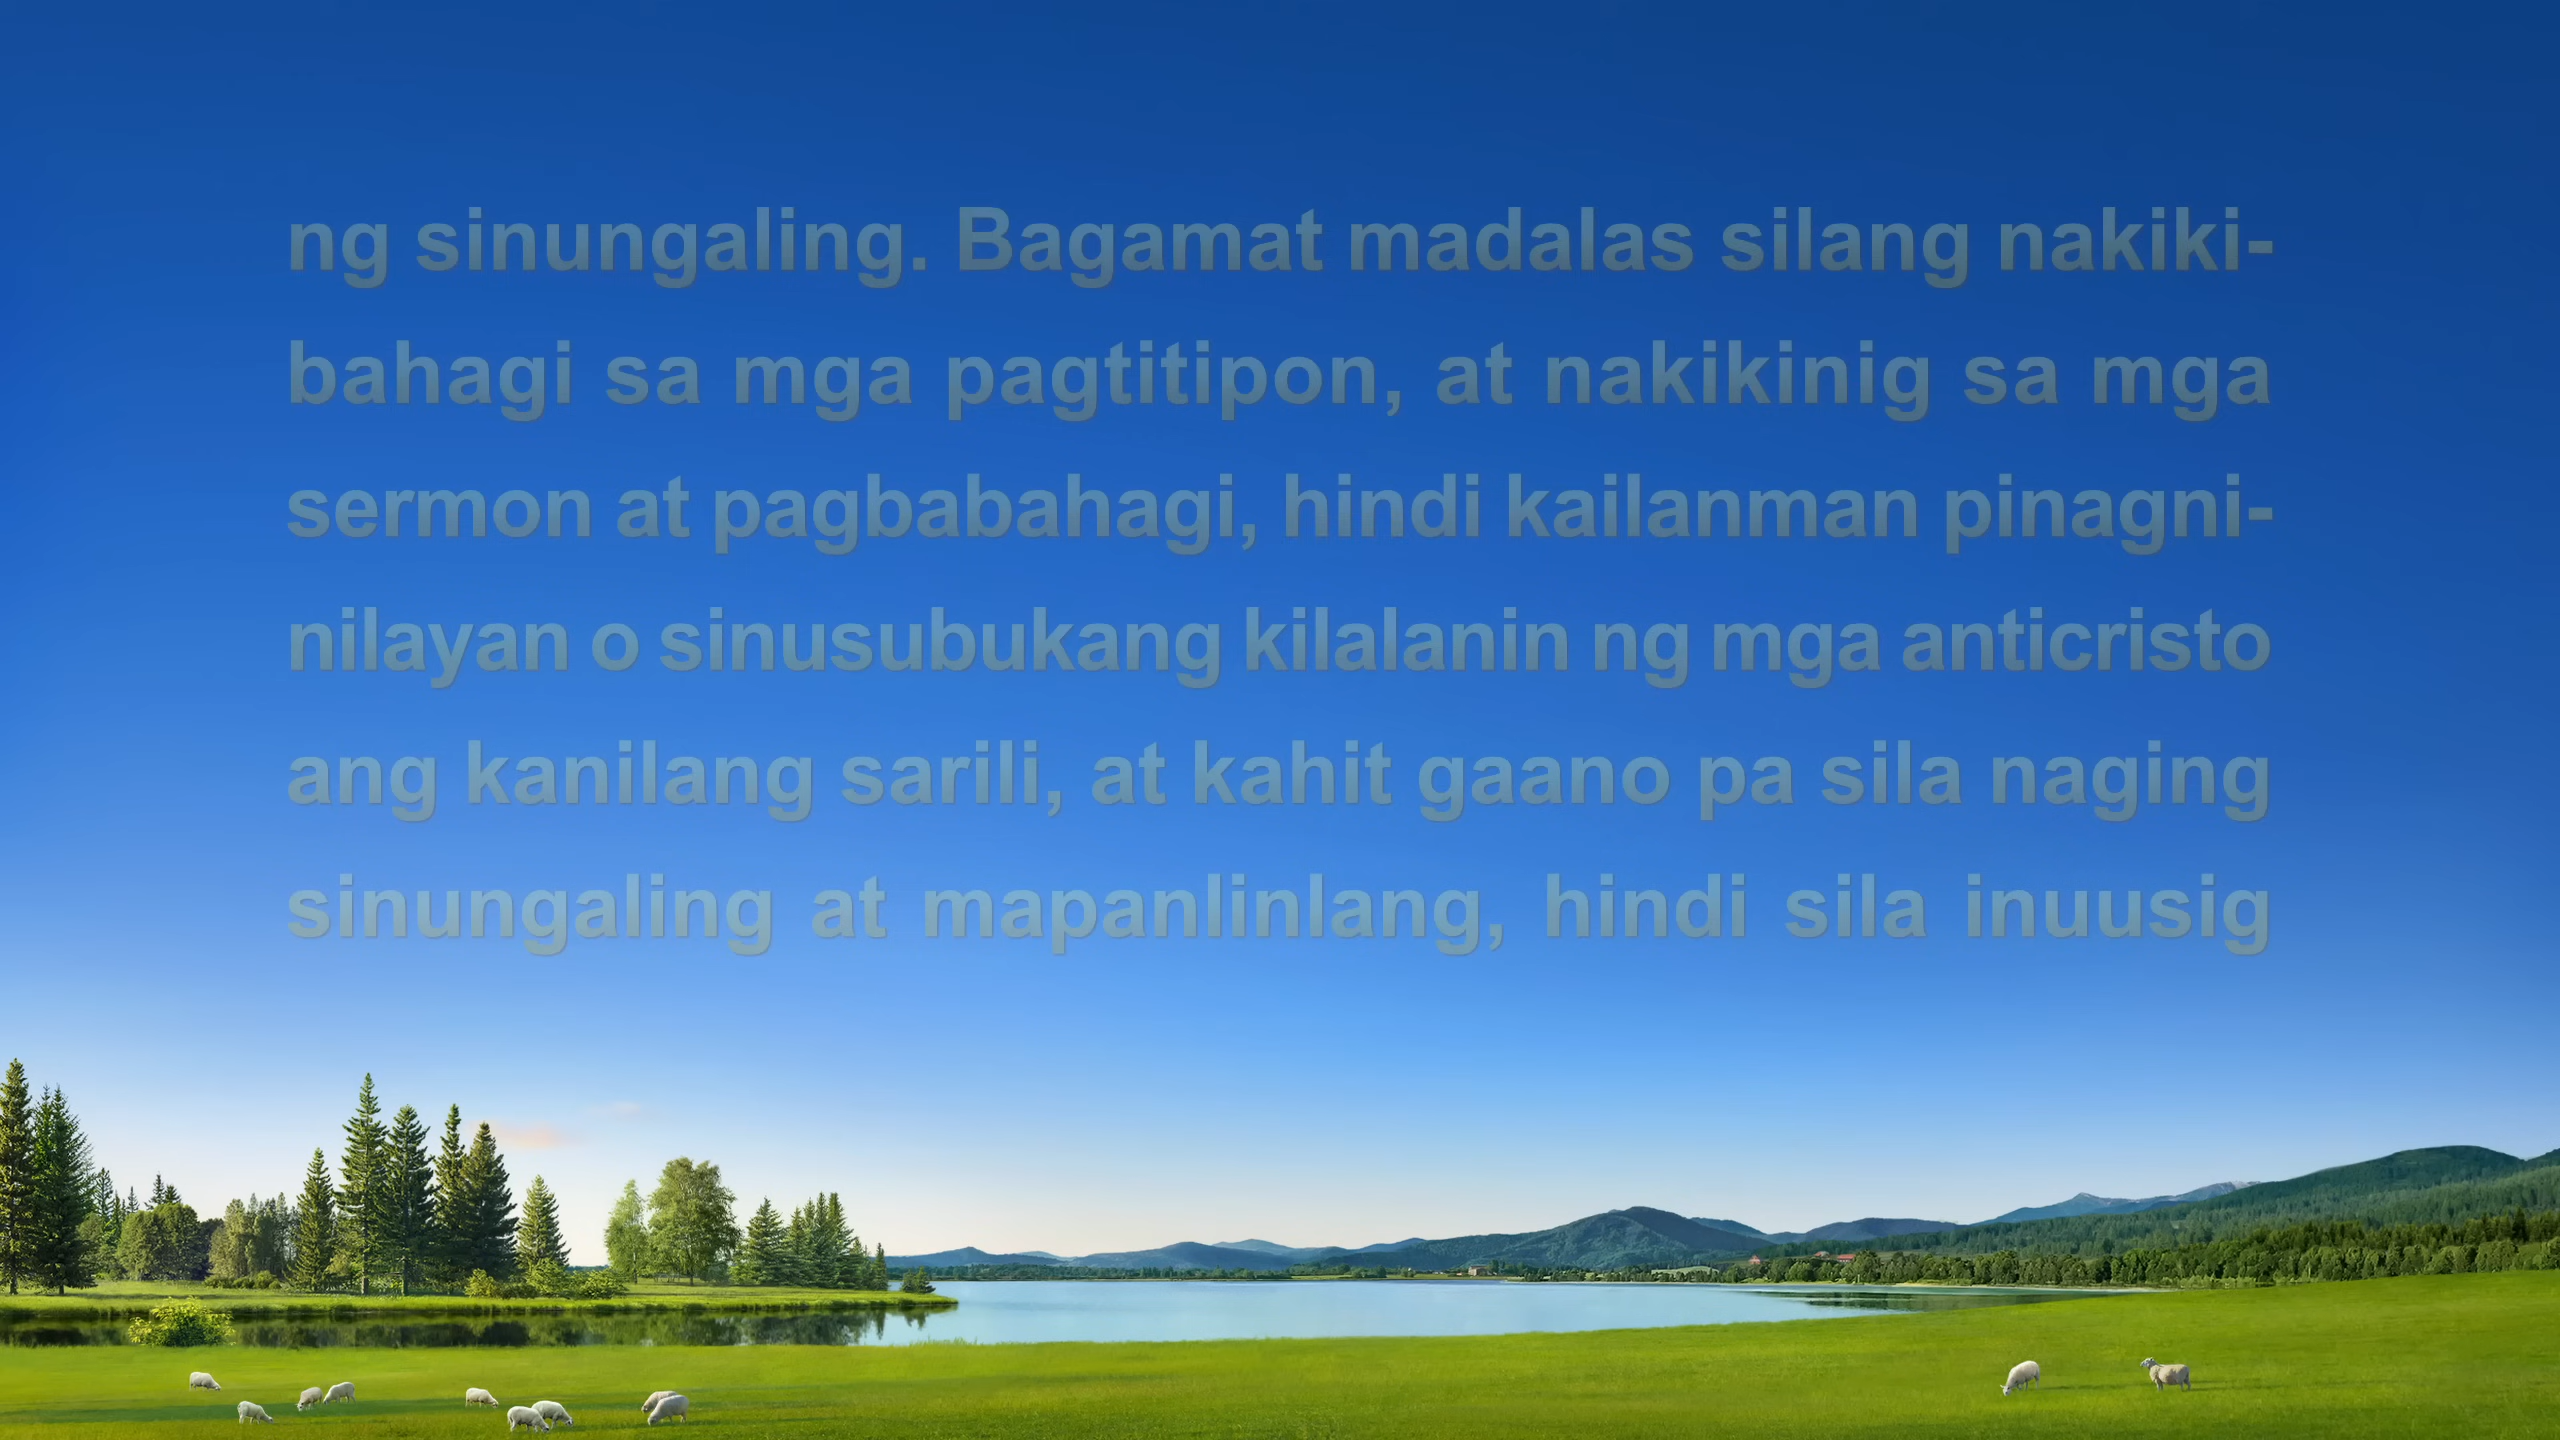 ng sinungaling. Bagamat madalas silang nakiki-
bahagi sa mga pagtitipon, at nakikinig sa mga
sermon at pagbabahagi, hindi kailanman pinagni-
nilayan o sinusubukang kilalanin ng mga anticristo
ang kanilang sarili, at kahit gaano pa sila naging
sinungaling at mapanlinlang, hindi sila inuusig